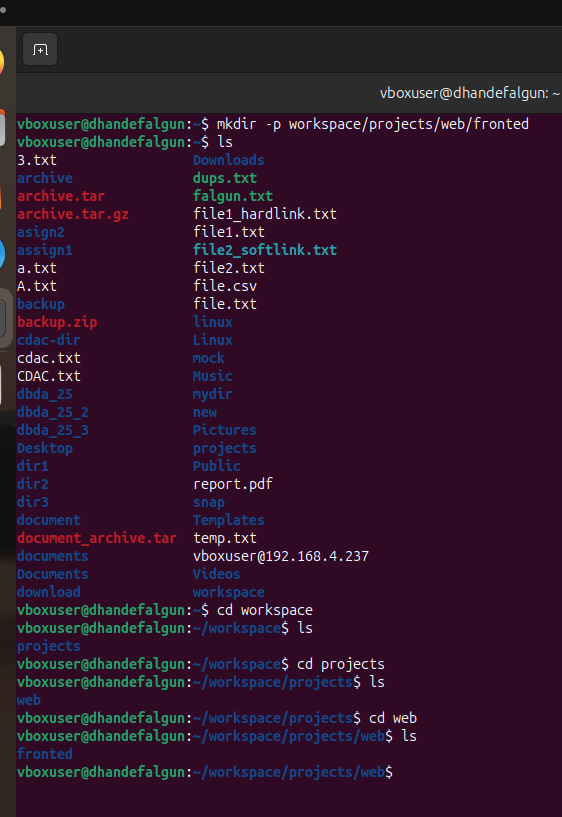 vboxuser@dhandefalgun: ~
vboxuser@dhandefalgun:~$ mkdir -p workspace/projects/web/fronted
vboxuser@dhandefalgun:~$ ls
3.txt Downloads
archive dups.txt
archive.tar falgun.txt
archive.tar.gz file1_hardlink.txt
asign2 file1.txt
assign1 file2_softlink.txt
a.txt file2.txt
A.txt file.csv
backup file.txt
backup.zip linux
cdac-dir Linux
cdac.txt mock
CDAC.txt Music
dbda_25 mydir
dbda_25_2 new
dbda_25_3 Pictures
Desktop projects
dir1 Public
dir2 report.pdf
dir3 snap
document Templates
document_archive.tar temp.txt
documents vboxuser@192.168.4.237
Documents Videos
download workspace
vboxuser@dhandefalgun:~$ cd workspace
vboxuser@dhandefalgun:~/workspace$ ls
projects
vboxuser@dhandefalgun:~/workspace$ cd projects
vboxuser@dhandefalgun:~/workspace/projects$ ls
web
vboxuser@dhandefalgun:~/workspace/projects$ cd web
vboxuser@dhandefalgun:~/workspace/projects/web$ ls
fronted
vboxuser@dhandefalgun:~/workspace/projects/web$